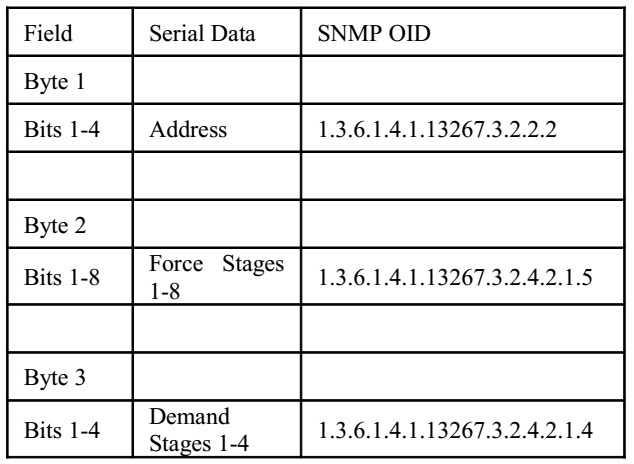 Field Serial Data SNMP OID
Byte 1
Bits 1-4 Address 1.3.6.1.4.1.13267.3.2.2.2
Byte 2
Bits 1-8 Force Stages 1.3.6.1.4.1.13267.3.2.4.2.1.5
1-8
Byte 3
Bits 1-4 Demand 1.3.6.1.4.1.13267.3.2.4.2.1.4
Stages 1-4